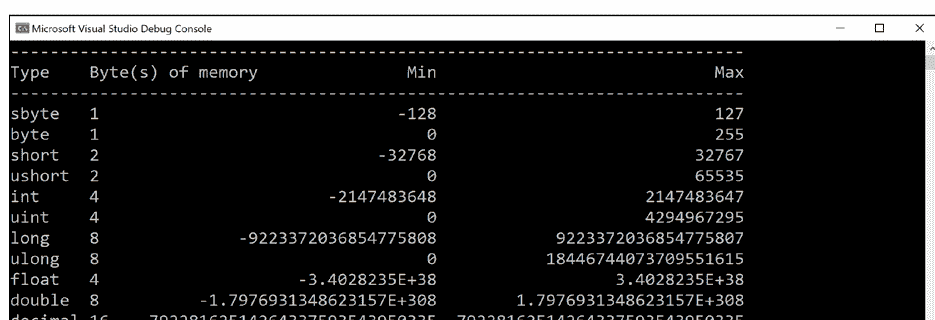 Microsoft Visual Studio Debug Console
--------------------------------------------------------------------------
Type    Byte(s) of memory               Min                            Max
--------------------------------------------------------------------------
sbyte   1                              -128                            127
byte    1                                 0                            255
short   2                            -32768                          32767
ushort  2                                 0                          65535
int     4                       -2147483648                     2147483647
uint    4                                 0                     4294967295
long    8              -9223372036854775808            9223372036854775807
ulong   8                                 0           18446744073709551615
float   4                    -3.4028235E+38                  3.4028235E+38
double  8          -1.7976931348623157E+308        1.7976931348623157E+308
decimal 16